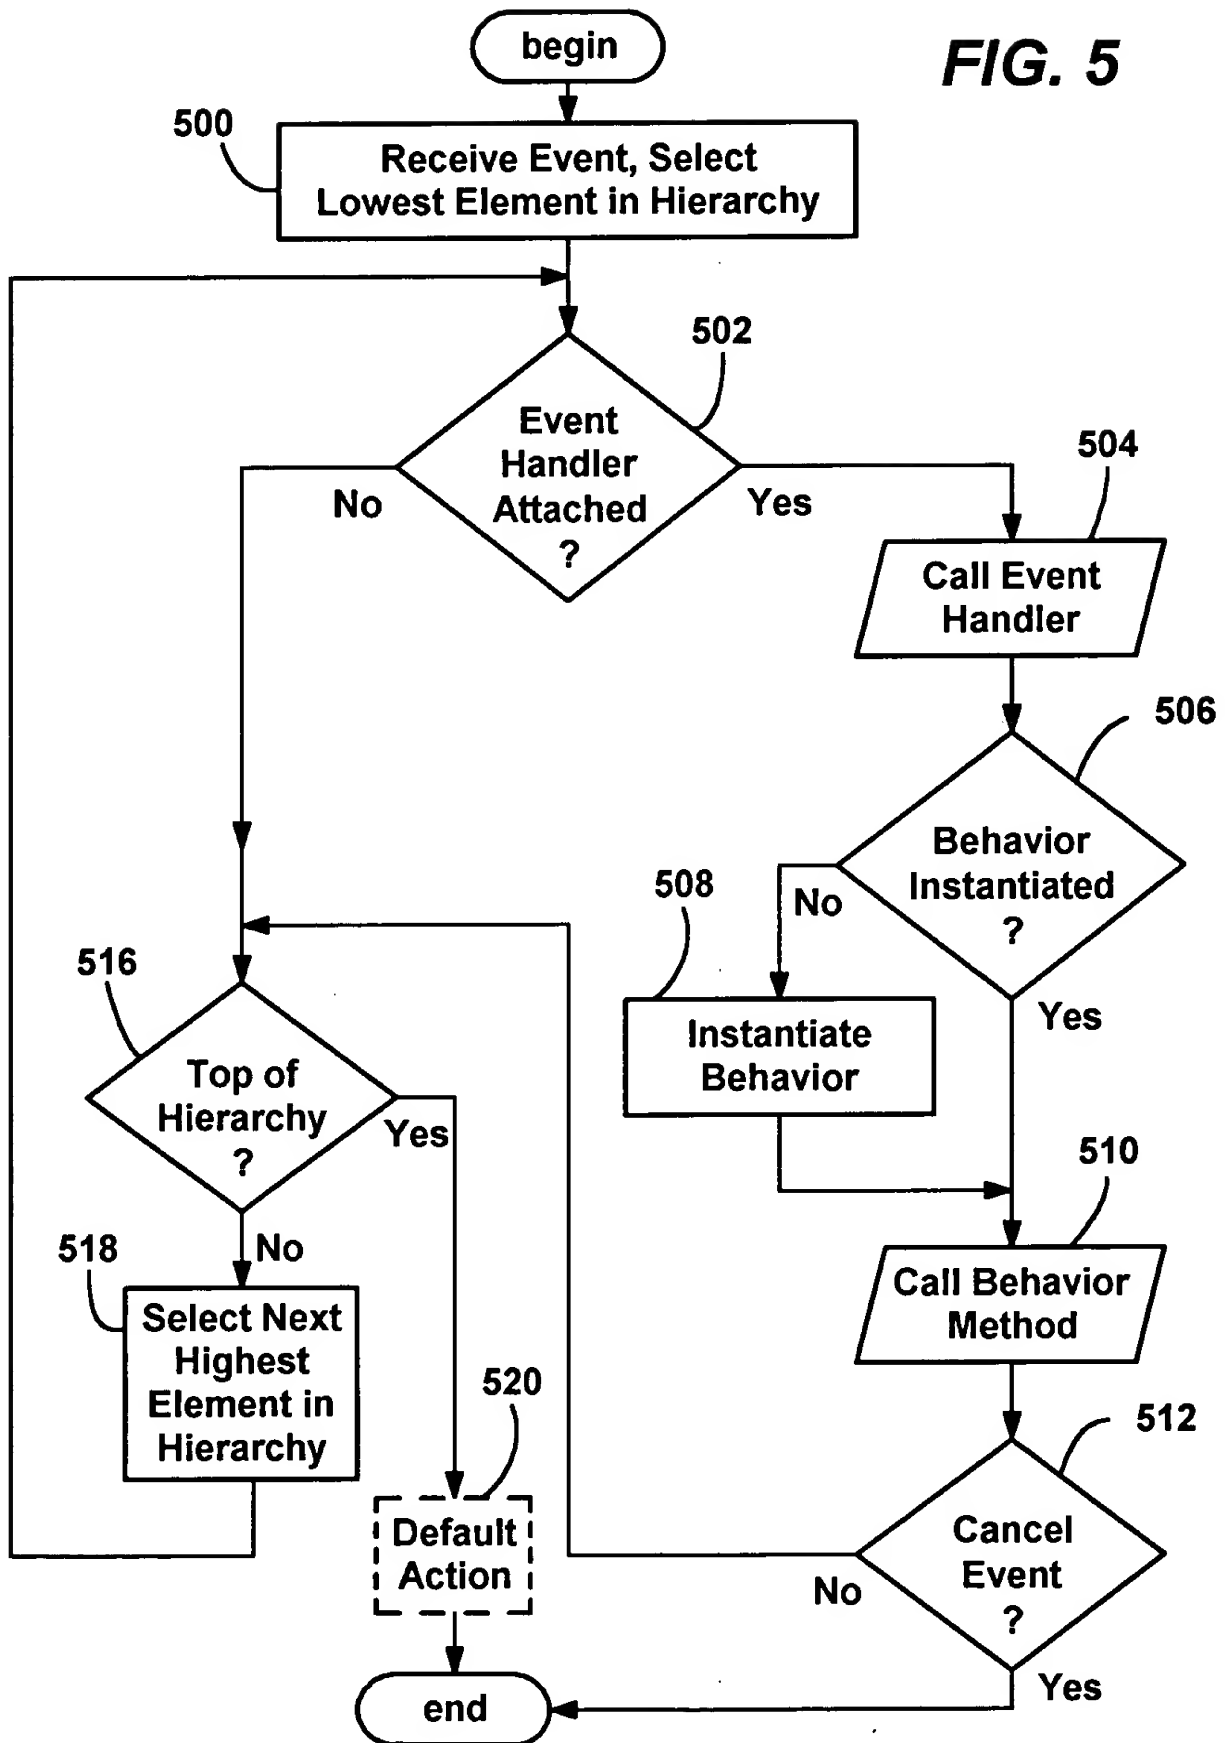 begin
FIG. 5
500
Receive Event, Select
Lowest Element in Hierarchy
502
Event
Handler
Attached
?
No
Yes
504
Call Event
Handler
506
Behavior
Instantiated
?
No
Yes
508
Instantiate
Behavior
510
Call Behavior
Method
512
Cancel
Event
?
No
Yes
516
Top of
Hierarchy
?
Yes
No
518
Select Next
Highest
Element in
Hierarchy
520
Default
Action
end